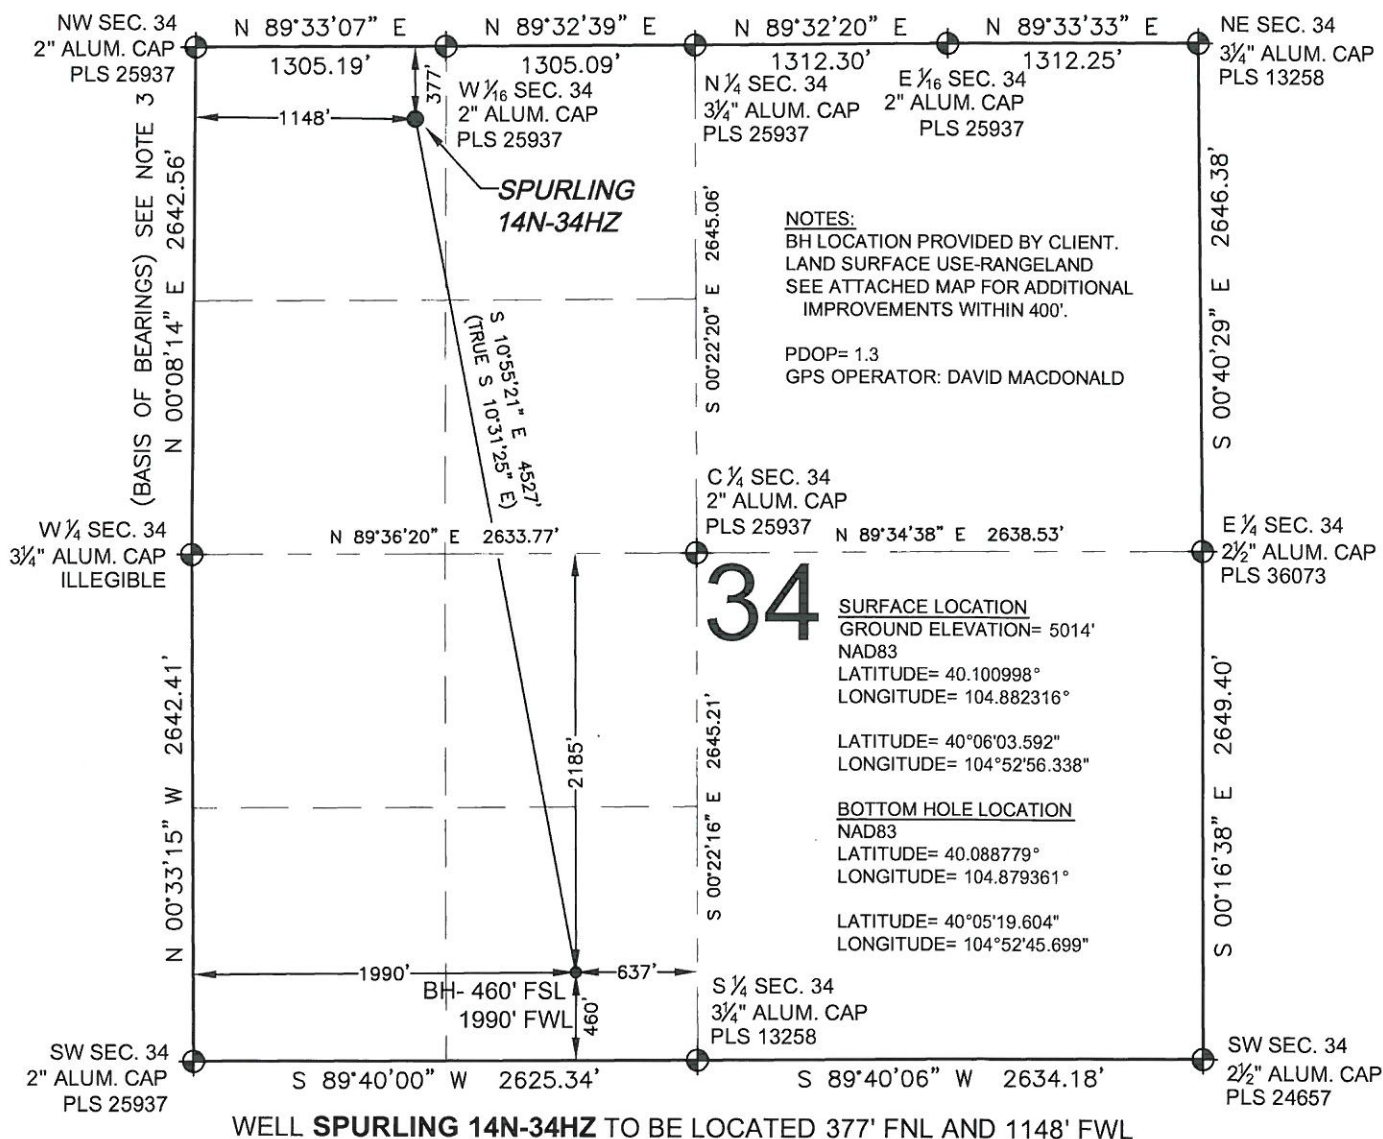 NW SEC. 34
2" ALUM. CAP
PLS 25937
N 89°33'07" E
1305.19'
N 89°32'39" E
1305.09'
N 89°32'20" E
1312.30'
N 89°33'33" E
1312.25'
NE SEC. 34
3¼" ALUM. CAP
PLS 13258
377'
W 1/16 SEC. 34
2" ALUM. CAP
PLS 25937
N ¼ SEC. 34
3¼" ALUM. CAP
PLS 25937
E 1/16 SEC. 34
2" ALUM. CAP
PLS 25937
1148'
SPURLING
14N-34HZ
(BASIS OF BEARINGS) SEE NOTE 3
N 00°08'14" E 2642.56'
S 00°22'20" E 2645.06'
S 00°40'29" E 2646.38'
NOTES:
BH LOCATION PROVIDED BY CLIENT.
LAND SURFACE USE-RANGELAND
SEE ATTACHED MAP FOR ADDITIONAL
IMPROVEMENTS WITHIN 400'.
PDOP= 1.3
GPS OPERATOR: DAVID MACDONALD
S 10°55'21" E 4527'
(TRUE S 10°31'25" E)
W ¼ SEC. 34
3¼" ALUM. CAP
ILLEGIBLE
N 89°36'20" E 2633.77'
C ¼ SEC. 34
2" ALUM. CAP
PLS 25937
N 89°34'38" E 2638.53'
E ¼ SEC. 34
2½" ALUM. CAP
PLS 36073
34
SURFACE LOCATION
GROUND ELEVATION= 5014'
NAD83
LATITUDE= 40.100998°
LONGITUDE= 104.882316°
LATITUDE= 40°06'03.592"
LONGITUDE= 104°52'56.338"
BOTTOM HOLE LOCATION
NAD83
LATITUDE= 40.088779°
LONGITUDE= 104.879361°
LATITUDE= 40°05'19.604"
LONGITUDE= 104°52'45.699"
N 00°33'15" W 2642.41'
2185'
S 00°22'16" E 2645.21'
S 00°16'38" E 2649.40'
1990'
637'
BH- 460' FSL
1990' FWL
460'
S ¼ SEC. 34
3¼" ALUM. CAP
PLS 13258
SW SEC. 34
2" ALUM. CAP
PLS 25937
S 89°40'00" W 2625.34'
S 89°40'06" W 2634.18'
SW SEC. 34
2½" ALUM. CAP
PLS 24657
WELL SPURLING 14N-34HZ TO BE LOCATED 377' FNL AND 1148' FWL